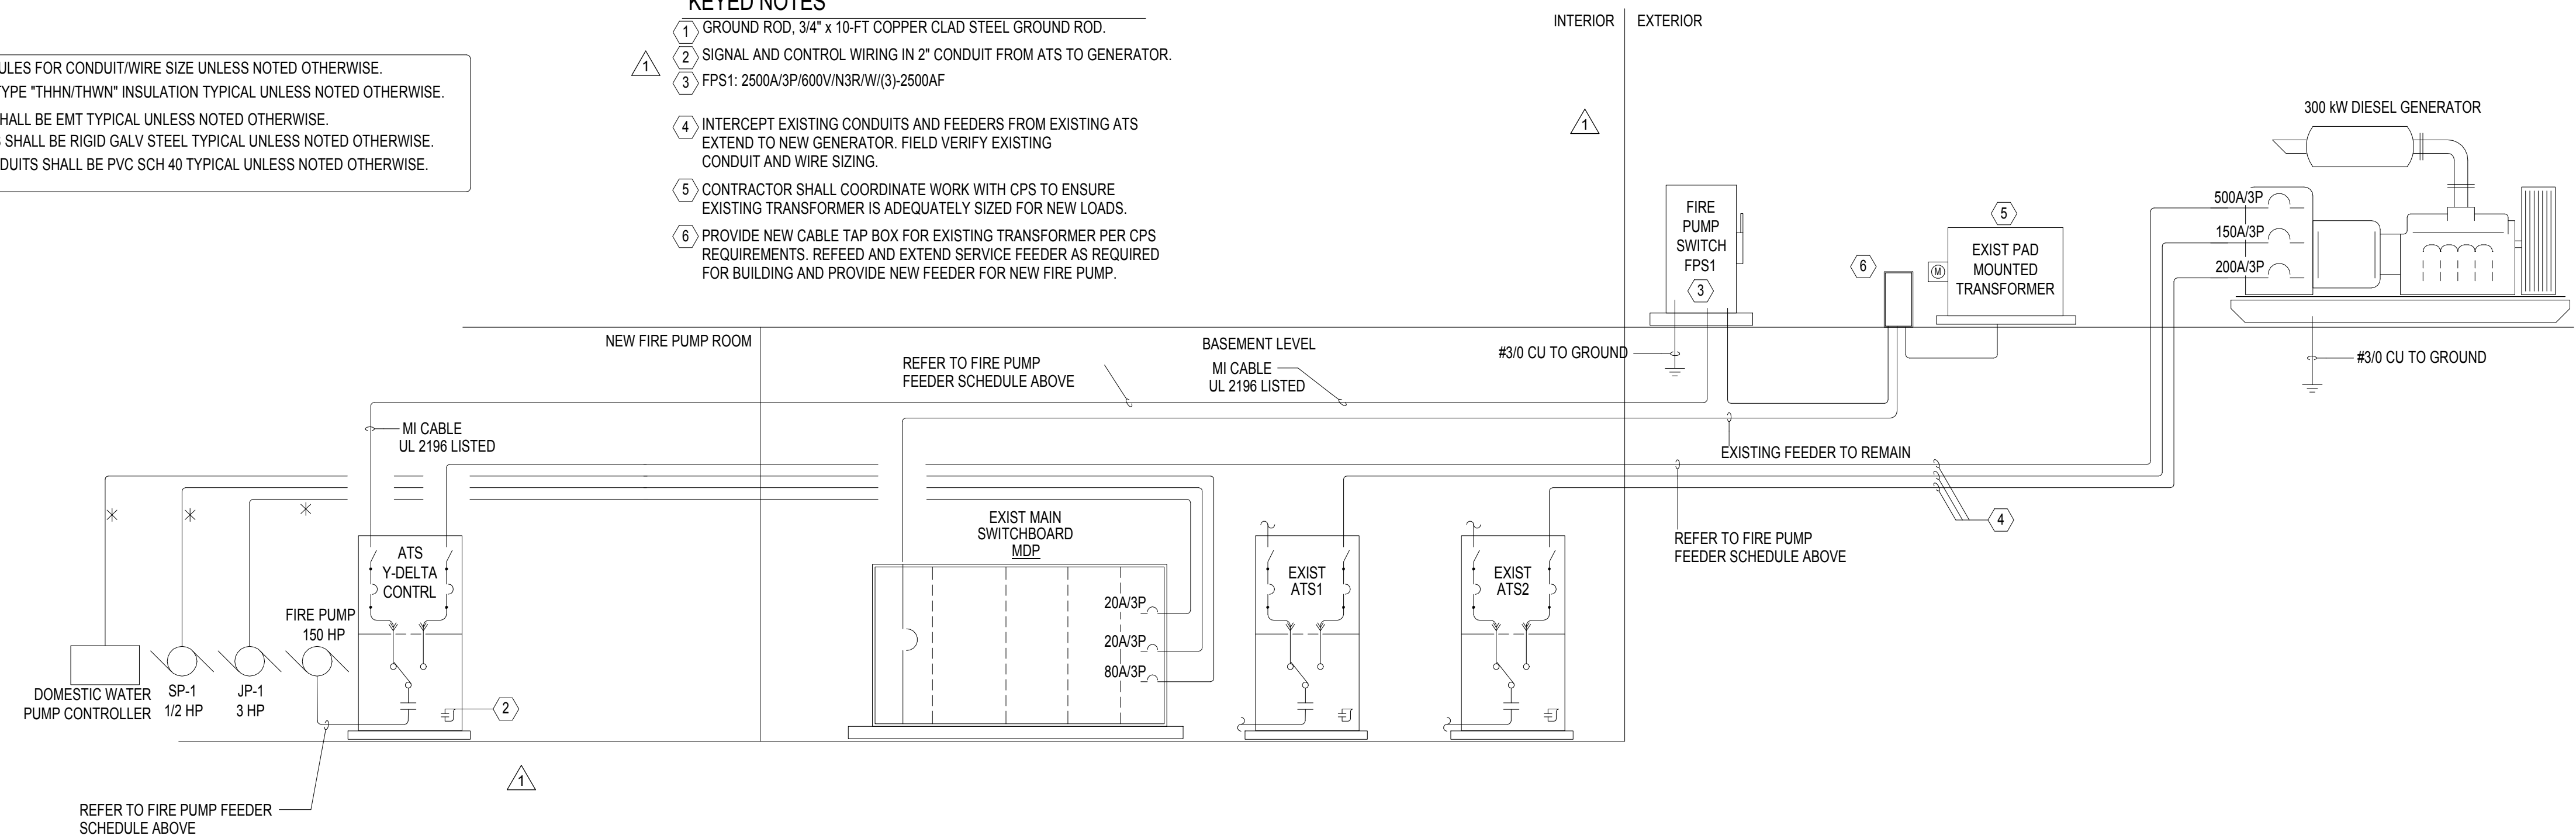 KEYED NOTES
1 GROUND ROD, 3/4" x 10-FT COPPER CLAD STEEL GROUND ROD.
2 SIGNAL AND CONTROL WIRING IN 2" CONDUIT FROM ATS TO GENERATOR.
1
3 FPS1: 2500A/3P/600V/N3R/W/(3)-2500AF
4 INTERCEPT EXISTING CONDUITS AND FEEDERS FROM EXISTING ATS
EXTEND TO NEW GENERATOR. FIELD VERIFY EXISTING
CONDUIT AND WIRE SIZING.
5 CONTRACTOR SHALL COORDINATE WORK WITH CPS TO ENSURE
EXISTING TRANSFORMER IS ADEQUATELY SIZED FOR NEW LOADS.
6 PROVIDE NEW CABLE TAP BOX FOR EXISTING TRANSFORMER PER CPS
REQUIREMENTS. REFEED AND EXTEND SERVICE FEEDER AS REQUIRED
FOR BUILDING AND PROVIDE NEW FEEDER FOR NEW FIRE PUMP.
ULES FOR CONDUIT/WIRE SIZE UNLESS NOTED OTHERWISE.
TYPE "THHN/THWN" INSULATION TYPICAL UNLESS NOTED OTHERWISE.
HALL BE EMT TYPICAL UNLESS NOTED OTHERWISE.
S SHALL BE RIGID GALV STEEL TYPICAL UNLESS NOTED OTHERWISE.
DUITS SHALL BE PVC SCH 40 TYPICAL UNLESS NOTED OTHERWISE.
INTERIOR
EXTERIOR
1
300 kW DIESEL GENERATOR
500A/3P
150A/3P
200A/3P
FIRE
PUMP
SWITCH
FPS1
3
5
6
M
EXIST PAD
MOUNTED
TRANSFORMER
NEW FIRE PUMP ROOM
BASEMENT LEVEL
REFER TO FIRE PUMP
FEEDER SCHEDULE ABOVE
MI CABLE
UL 2196 LISTED
#3/0 CU TO GROUND
#3/0 CU TO GROUND
MI CABLE
UL 2196 LISTED
EXISTING FEEDER TO REMAIN
4
REFER TO FIRE PUMP
FEEDER SCHEDULE ABOVE
ATS
Y-DELTA
CONTRL
FIRE PUMP
150 HP
EXIST MAIN
SWITCHBOARD
MDP
20A/3P
20A/3P
80A/3P
EXIST
ATS1
EXIST
ATS2
DOMESTIC WATER
PUMP CONTROLLER
SP-1
1/2 HP
JP-1
3 HP
2
1
REFER TO FIRE PUMP FEEDER
SCHEDULE ABOVE